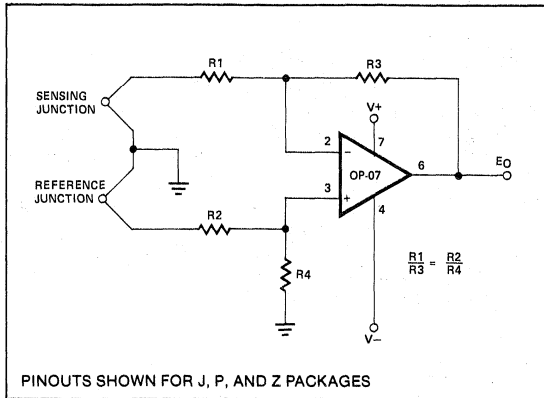 R1
R3
SENSING
JUNCTION
V+
2
7
-
6
EO
OP-07
REFERENCE
JUNCTION
3
+
4
R2
R1/R3 = R2/R4
R4
V-
PINOUTS SHOWN FOR J, P, AND Z PACKAGES